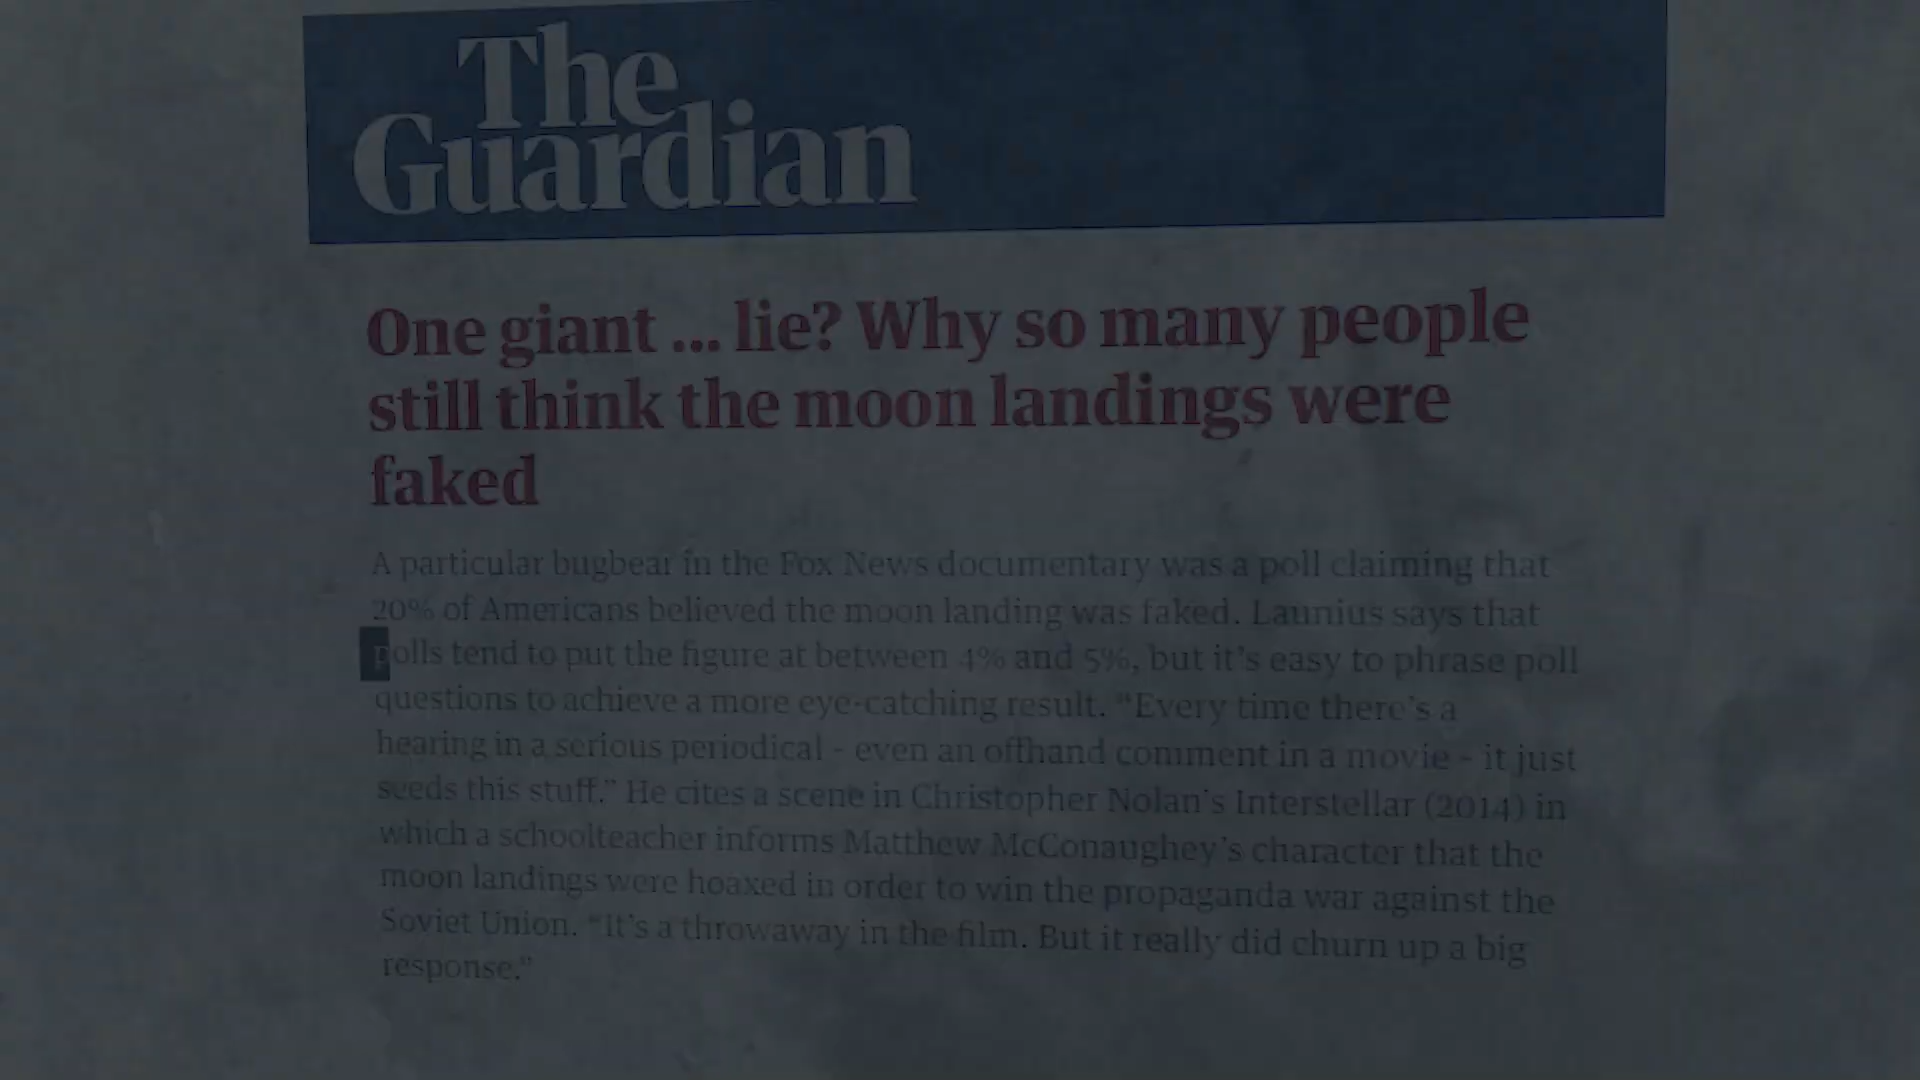 The
Guardian
One giant ... lie? Why so many people
still think the moon landings were
faked
A particular bugbear in the Fox News documentary was a poll claiming that
20% of Americans believed the moon landing was faked. Launius says that
polls tend to put the figure at between 4% and 5%, but it's easy to phrase poll
questions to achieve a more eye-catching result. “Every time there's a
hearing in a serious periodical - even an offhand comment in a movie - it just
seeds this stuff.” He cites a scene in Christopher Nolan's Interstellar (2014) in
which a schoolteacher informs Matthew McConaughey's character that the
moon landings were hoaxed in order to win the propaganda war against the
Soviet Union. “It's a throwaway in the film. But it really did churn up a big
response.”